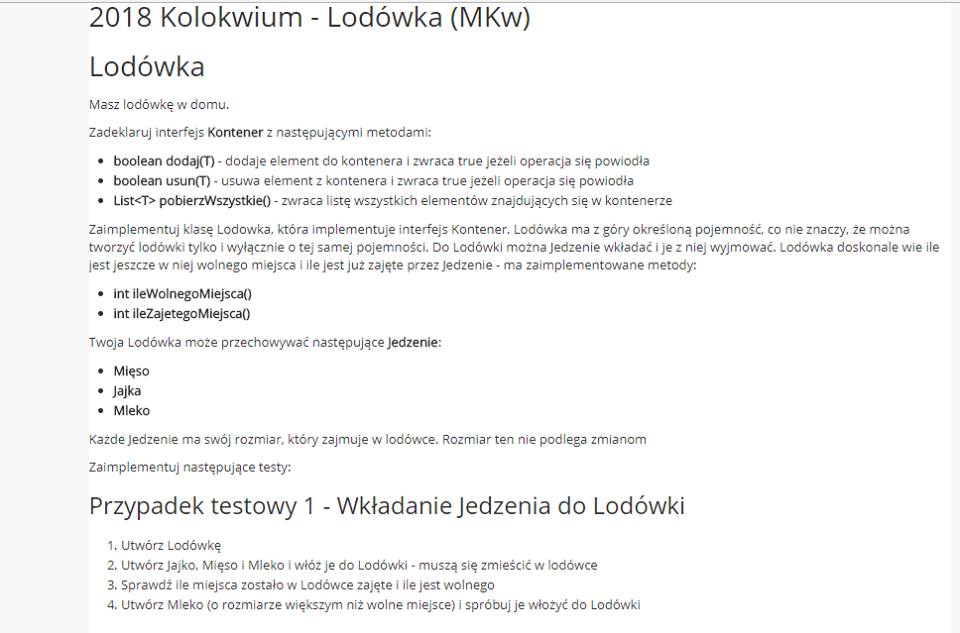 2018 Kolokwium - Lodówka (MKw)
Lodówka
Masz lodówkę w domu.
Zadeklaruj interfejs Kontener z następującymi metodami:
• boolean dodaj(T) - dodaje element do kontenera i zwraca true jeżeli operacja się powiodła
• boolean usun(T) - usuwa element z kontenera i zwraca true jeżeli operacja się powiodła
• List<T> pobierzWszystkie() - zwraca listę wszystkich elementów znajdujących się w kontenerze
Zaimplementuj klasę Lodowka, która implementuje interfejs Kontener. Lodówka ma z góry określoną pojemność, co nie znaczy, że można
tworzyć lodówki tylko i wyłącznie o tej samej pojemności. Do Lodówki można Jedzenie wkładać i je z niej wyjmować. Lodówka doskonale wie ile
jest jeszcze w niej wolnego miejsca i ile jest już zajęte przez Jedzenie - ma zaimplementowane metody:
• int ileWolnegoMiejsca()
• int ileZajetegoMiejsca()
Twoja Lodówka może przechowywać następujące Jedzenie:
• Mięso
• Jajka
• Mleko
Każde Jedzenie ma swój rozmiar, który zajmuje w lodówce. Rozmiar ten nie podlega zmianom
Zaimplementuj następujące testy:
Przypadek testowy 1 - Wkładanie Jedzenia do Lodówki
1. Utwórz Lodówkę
2. Utwórz Jajko, Mięso i Mleko i włóż je do Lodówki - muszą się zmieścić w lodówce
3. Sprawdź ile miejsca zostało w Lodówce zajęte i ile jest wolnego
4. Utwórz Mleko (o rozmiarze większym niż wolne miejsce) i spróbuj je włożyć do Lodówki